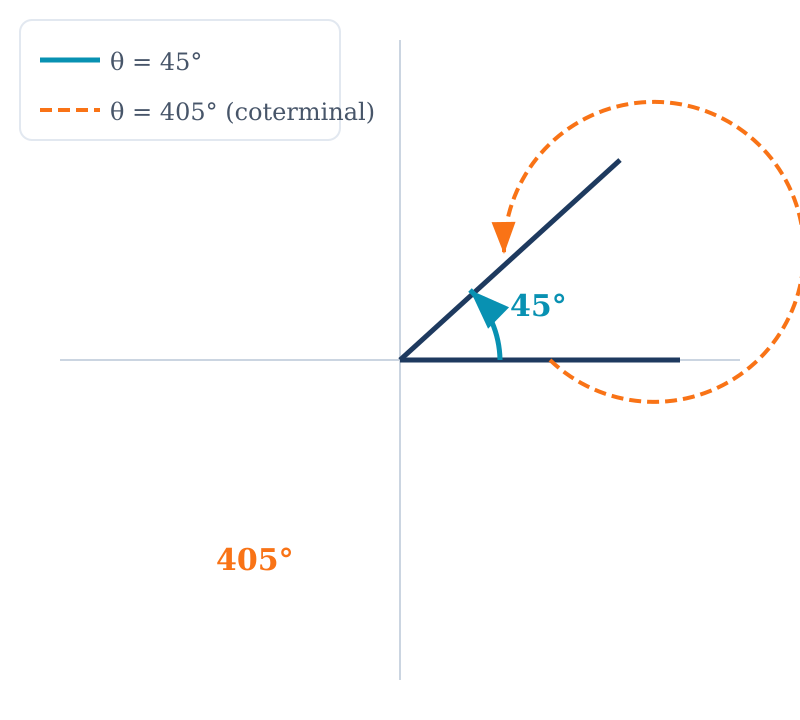 θ = 45°
θ = 405° (coterminal)
45°
405°